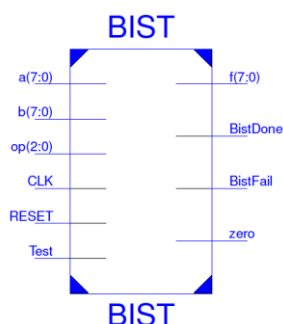 BIST
a(7:0)
b(7:0)
op(2:0)
CLK
RESET
Test
f(7:0)
BistDone
BistFail
zero
BIST